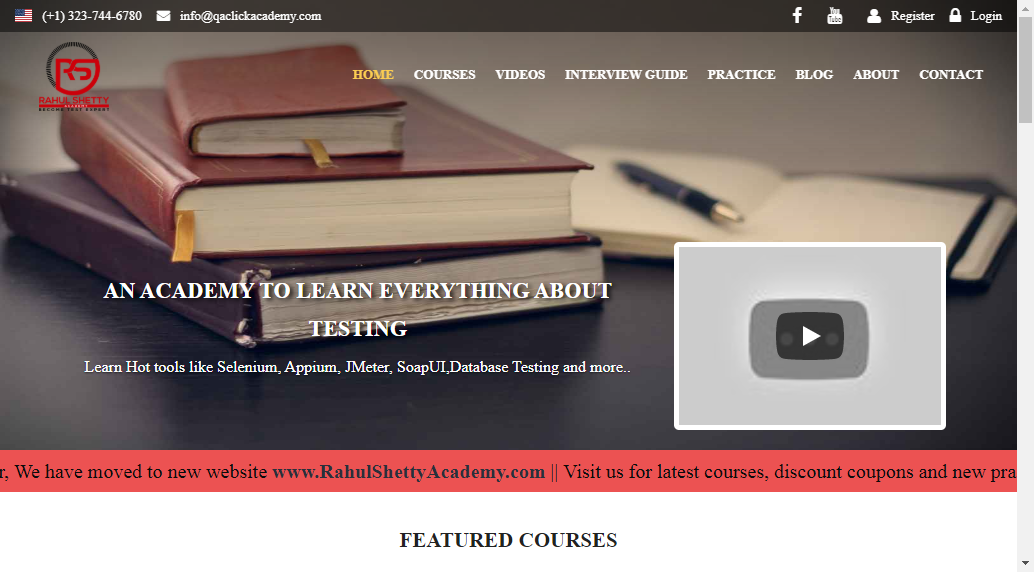 (+1) 323-744-6780 info@qaclickacademy.com You Tube Register Login
RAHUL SHETTY
ACADEMY
BECOME TEST EXPERT
HOME COURSES VIDEOS INTERVIEW GUIDE PRACTICE BLOG ABOUT CONTACT
AN ACADEMY TO LEARN EVERYTHING ABOUT
TESTING
Learn Hot tools like Selenium, Appium, JMeter, SoapUI,Database Testing and more..
r, We have moved to new website www.RahulShettyAcademy.com || Visit us for latest courses, discount coupons and new pra
FEATURED COURSES